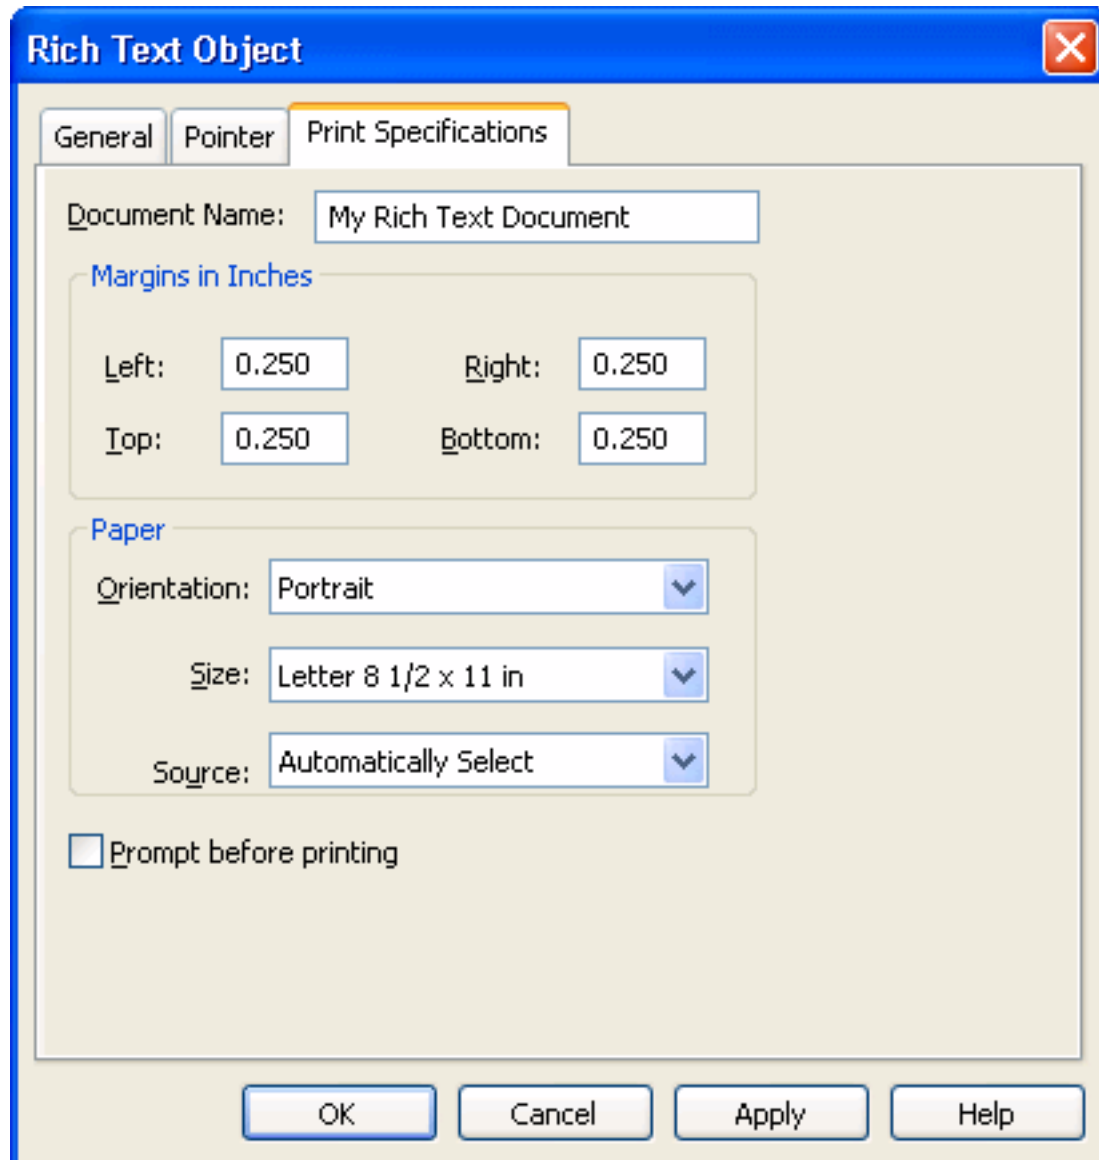 Rich Text Object
General Pointer Print Specifications
Document Name: My Rich Text Document
Margins in Inches
Left: 0.250 Right: 0.250
Top: 0.250 Bottom: 0.250
Paper
Orientation: Portrait
Size: Letter 8 1/2 x 11 in
Source: Automatically Select
Prompt before printing
OK Cancel Apply Help